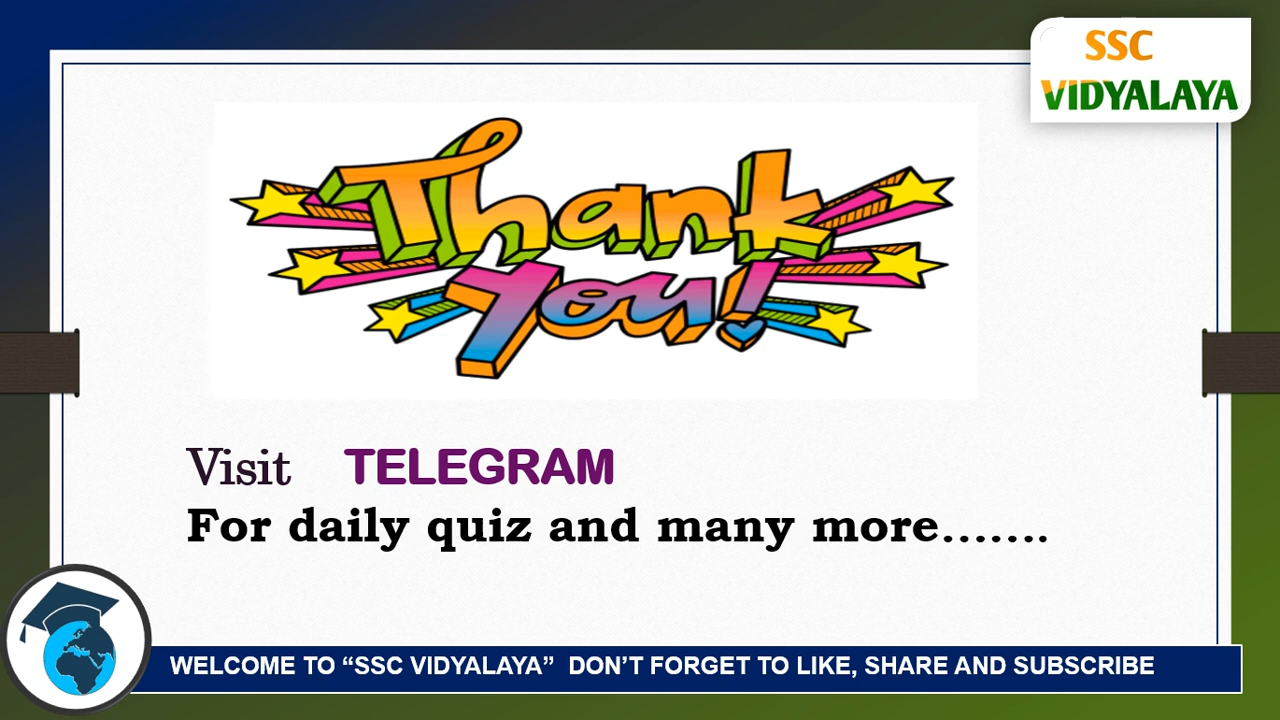 SSC
VIDYALAYA
Thank
you!
Visit TELEGRAM
For daily quiz and many more.......
WELCOME TO “SSC VIDYALAYA” DON’T FORGET TO LIKE, SHARE AND SUBSCRIBE